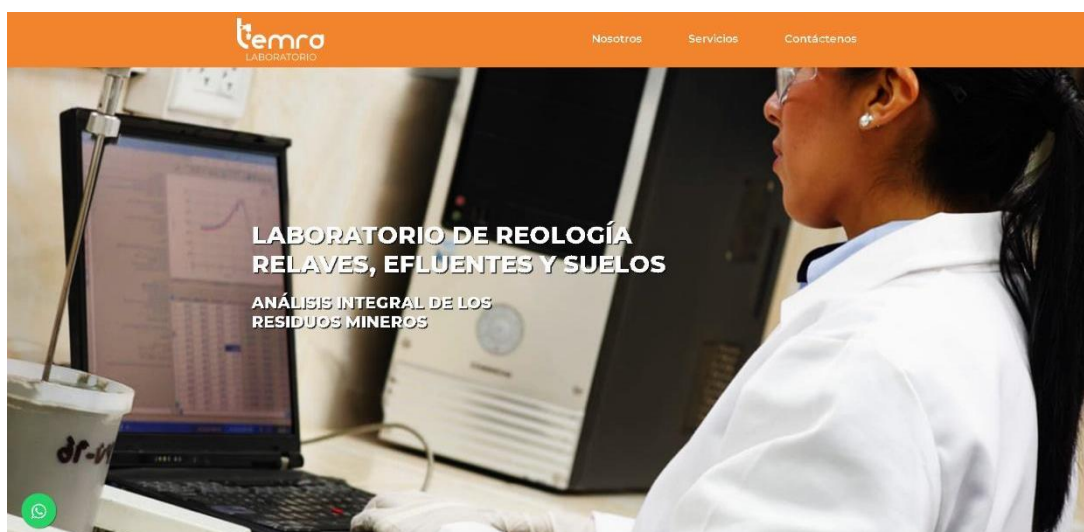 temra
LABORATORIO
Nosotros
Servicios
Contáctenos
LABORATORIO DE REOLOGÍA
RELAVES, EFLUENTES Y SUELOS
ANÁLISIS INTEGRAL DE LOS
RESIDUOS MINEROS